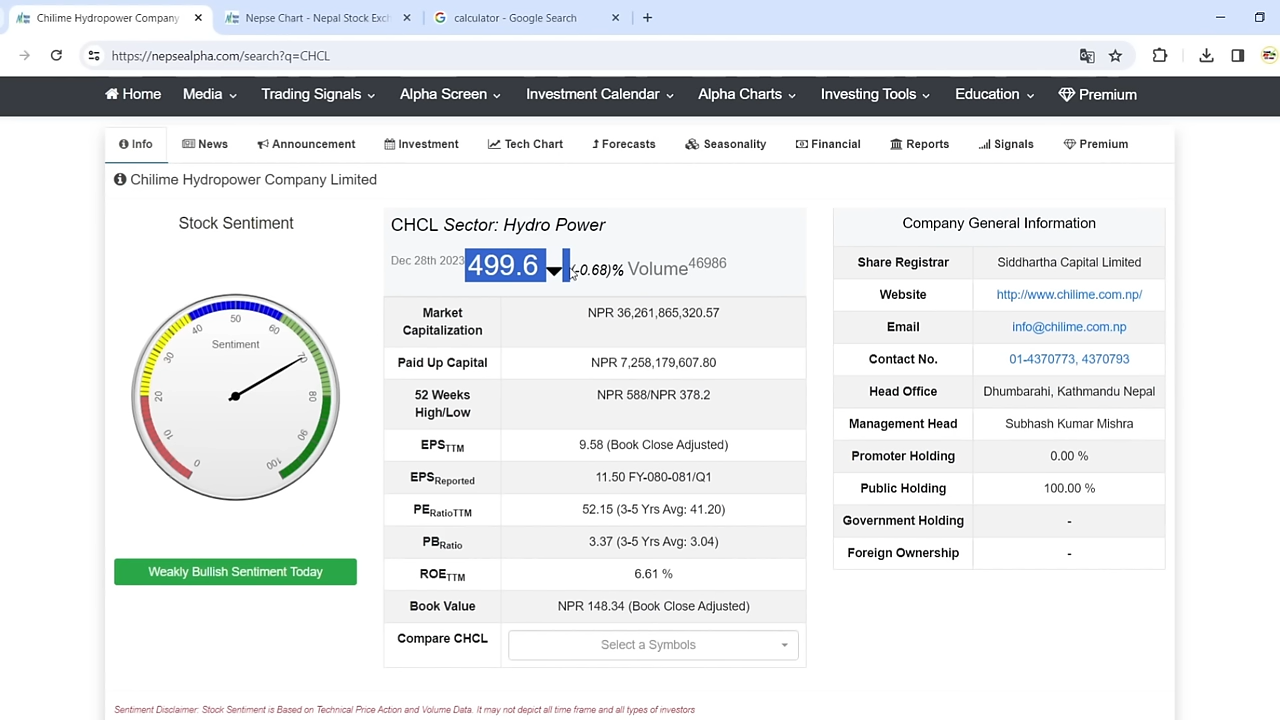 Chilime Hydropower Company
Nepse Chart - Nepal Stock Exc
calculator - Google Search
https://nepsealpha.com/search?q=CHCL
Home Media Trading Signals Alpha Screen Investment Calendar Alpha Charts Investing Tools Education Premium
Info News Announcement Investment Tech Chart Forecasts Seasonality Financial Reports Signals Premium
Chilime Hydropower Company Limited
Stock Sentiment
0 10 20 30 40 50 60 70 80 90 100
Sentiment
Weakly Bullish Sentiment Today
CHCL Sector: Hydro Power
Dec 28th 2023 499.6 (-0.68)% Volume 46986
Market Capitalization NPR 36,261,865,320.57
Paid Up Capital NPR 7,258,179,607.80
52 Weeks High/Low NPR 588/NPR 378.2
EPSTTM 9.58 (Book Close Adjusted)
EPSReported 11.50 FY-080-081/Q1
PERatioTTM 52.15 (3-5 Yrs Avg: 41.20)
PBRatio 3.37 (3-5 Yrs Avg: 3.04)
ROETTM 6.61 %
Book Value NPR 148.34 (Book Close Adjusted)
Compare CHCL Select a Symbols
Company General Information
Share Registrar Siddhartha Capital Limited
Website http://www.chilime.com.np/
Email info@chilime.com.np
Contact No. 01-4370773, 4370793
Head Office Dhumbarahi, Kathmandu Nepal
Management Head Subhash Kumar Mishra
Promoter Holding 0.00 %
Public Holding 100.00 %
Government Holding -
Foreign Ownership -
Sentiment Disclaimer: Stock Sentiment is Based on Technical Price Action and Volume Data. It may not depict all time frame and all types of investors